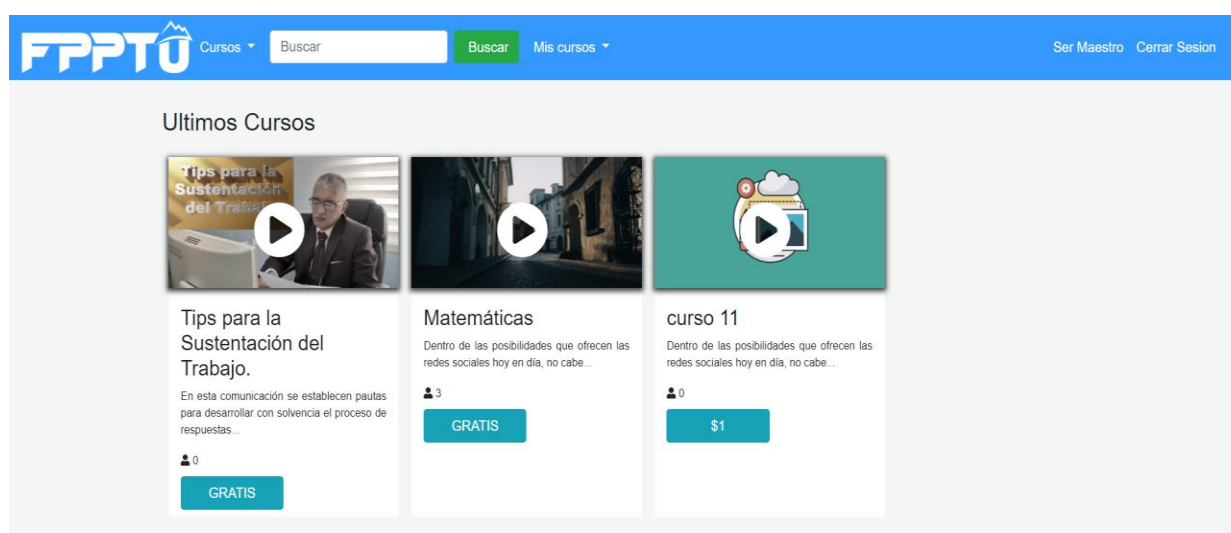 FPPTU
Cursos
Buscar
Buscar
Mis cursos
Ser Maestro
Cerrar Sesion
Ultimos Cursos
Tips para la
Sustentación
del Trabajo
Tips para la
Sustentación del
Trabajo.
En esta comunicación se establecen pautas
para desarrollar con solvencia el proceso de
respuestas...
0
GRATIS
Matemáticas
Dentro de las posibilidades que ofrecen las
redes sociales hoy en día, no cabe...
3
GRATIS
curso 11
Dentro de las posibilidades que ofrecen las
redes sociales hoy en día, no cabe...
0
$1